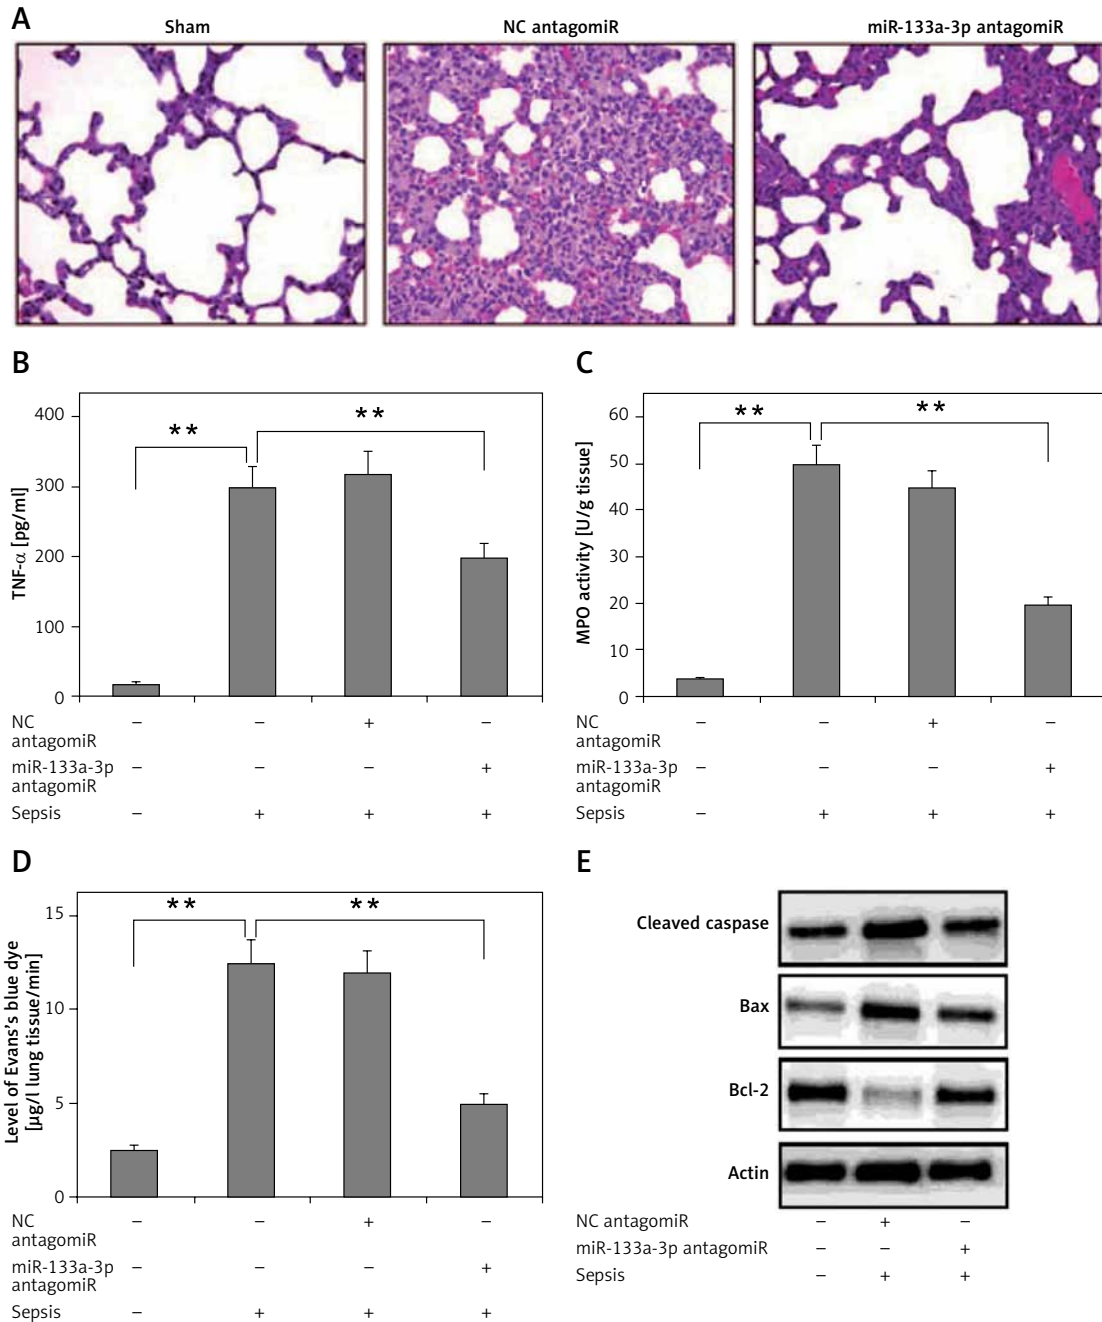 A
Sham
NC antagomiR
miR-133a-3p antagomiR
B
TNF-α [pg/ml]
400
300
200
100
0
**
**
NC
antagomiR
– – + –
miR-133a-3p
antagomiR
– – – +
Sepsis – + + +
C
MPO activity [U/g tissue]
60
50
40
30
20
10
0
**
**
NC
antagomiR
– – + –
miR-133a-3p
antagomiR
– – – +
Sepsis – + + +
D
Level of Evans's blue dye
[µg/l lung tissue/min]
15
10
5
0
**
**
NC
antagomiR
– – + –
miR-133a-3p
antagomiR
– – – +
Sepsis – + + +
E
Cleaved caspase
Bax
Bcl-2
Actin
NC antagomiR – + –
miR-133a-3p antagomiR – – +
Sepsis – + +